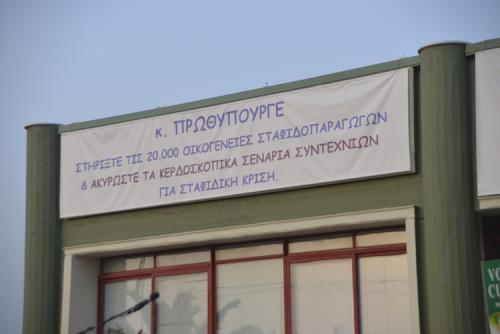 κ. ΠΡΩΘΥΠΟΥΡΓΕ
ΣΤΗΡΙΞΤΕ ΤΙΣ 20.000 ΟΙΚΟΓΕΝΕΙΕΣ ΣΤΑΦΙΔΟΠΑΡΑΓΩΓΩΝ
& ΑΚΥΡΩΣΤΕ ΤΑ ΚΕΡΔΟΣΚΟΠΙΚΑ ΣΕΝΑΡΙΑ ΣΥΝΤΕΧΝΙΩΝ
ΓΙΑ ΣΤΑΦΙΔΙΚΗ ΚΡΙΣΗ.